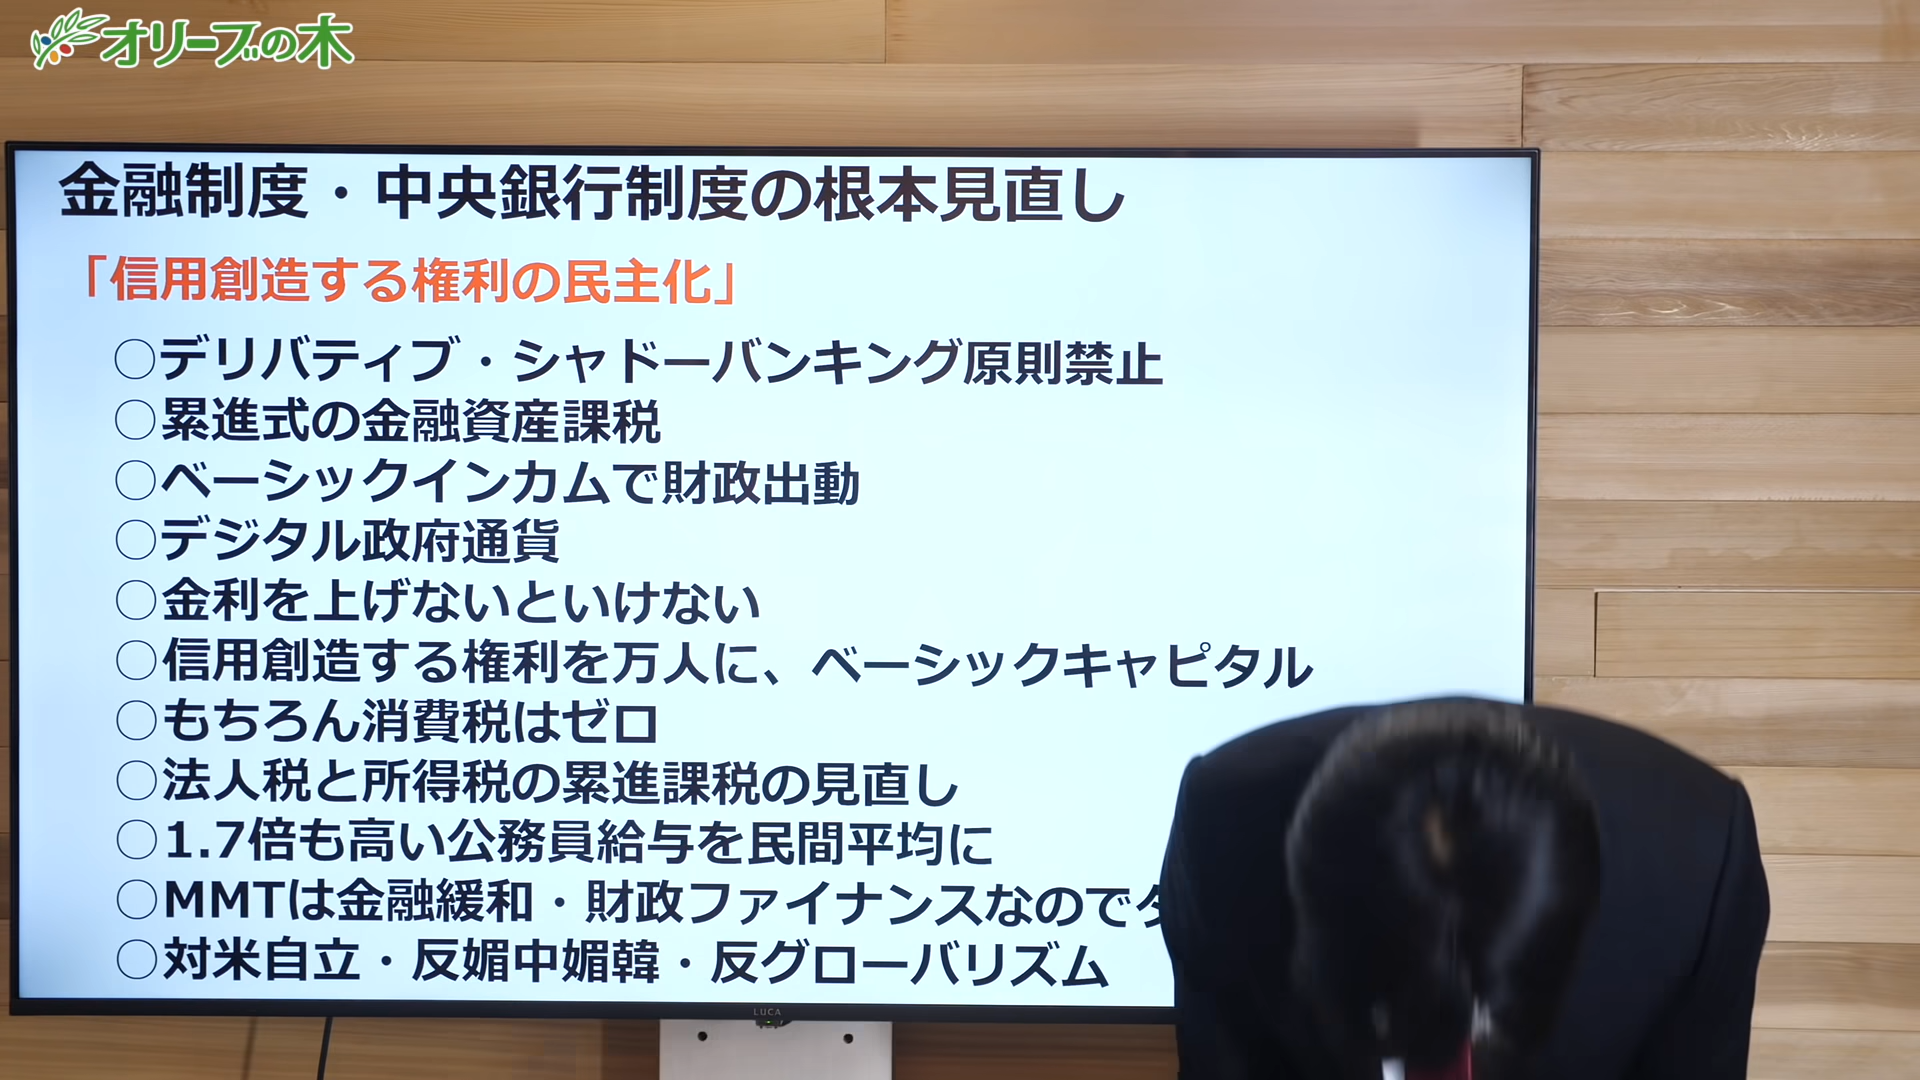 オリーブの木
金融制度・中央銀行制度の根本見直し
「信用創造する権利の民主化」
○デリバティブ・シャドーバンキング原則禁止
○累進式の金融資産課税
○ベーシックインカムで財政出動
○デジタル政府通貨
○金利を上げないといけない
○信用創造する権利を万人に、ベーシックキャピタル
○もちろん消費税はゼロ
○法人税と所得税の累進課税の見直し
○1.7倍も高い公務員給与を民間平均に
○MMTは金融緩和・財政ファイナンスなので
○対米自立・反媚中媚韓・反グローバリズム
LUCA